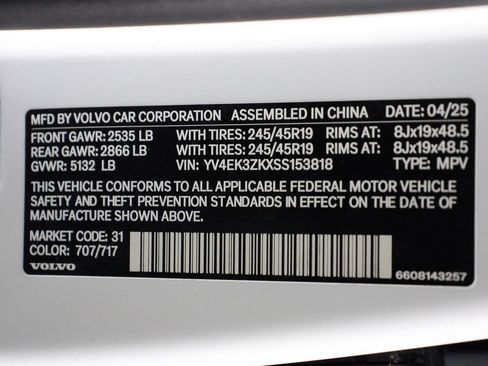 MFD BY VOLVO CAR CORPORATION ASSEMBLED IN CHINA DATE: 04/25
FRONT GAWR: 2535 LB WITH TIRES: 245/45R19 RIMS AT: 8Jx19x48.5
REAR GAWR: 2866 LB WITH TIRES: 245/45R19 RIMS AT: 8Jx19x48.5
GVWR: 5132 LB VIN: YV4EK3ZKXSS153818 TYPE: MPV
THIS VEHICLE CONFORMS TO ALL APPLICABLE FEDERAL MOTOR VEHICLE
SAFETY AND THEFT PREVENTION STANDARDS IN EFFECT ON THE DATE OF
MANUFACTURE SHOWN ABOVE.
MARKET CODE: 31
COLOR: 707/717
VOLVO
6608143257